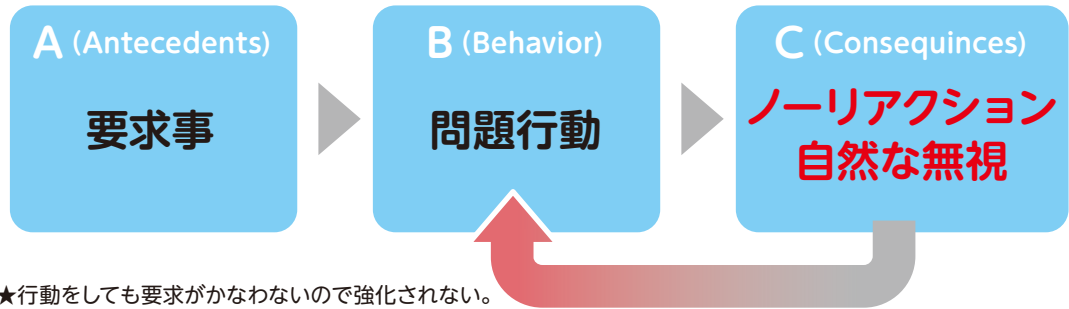 A (Antecedents)
要求事
B (Behavior)
問題行動
C (Consequinces)
ノーリアクション
自然な無視
★行動をしても要求がかなわないので強化されない。